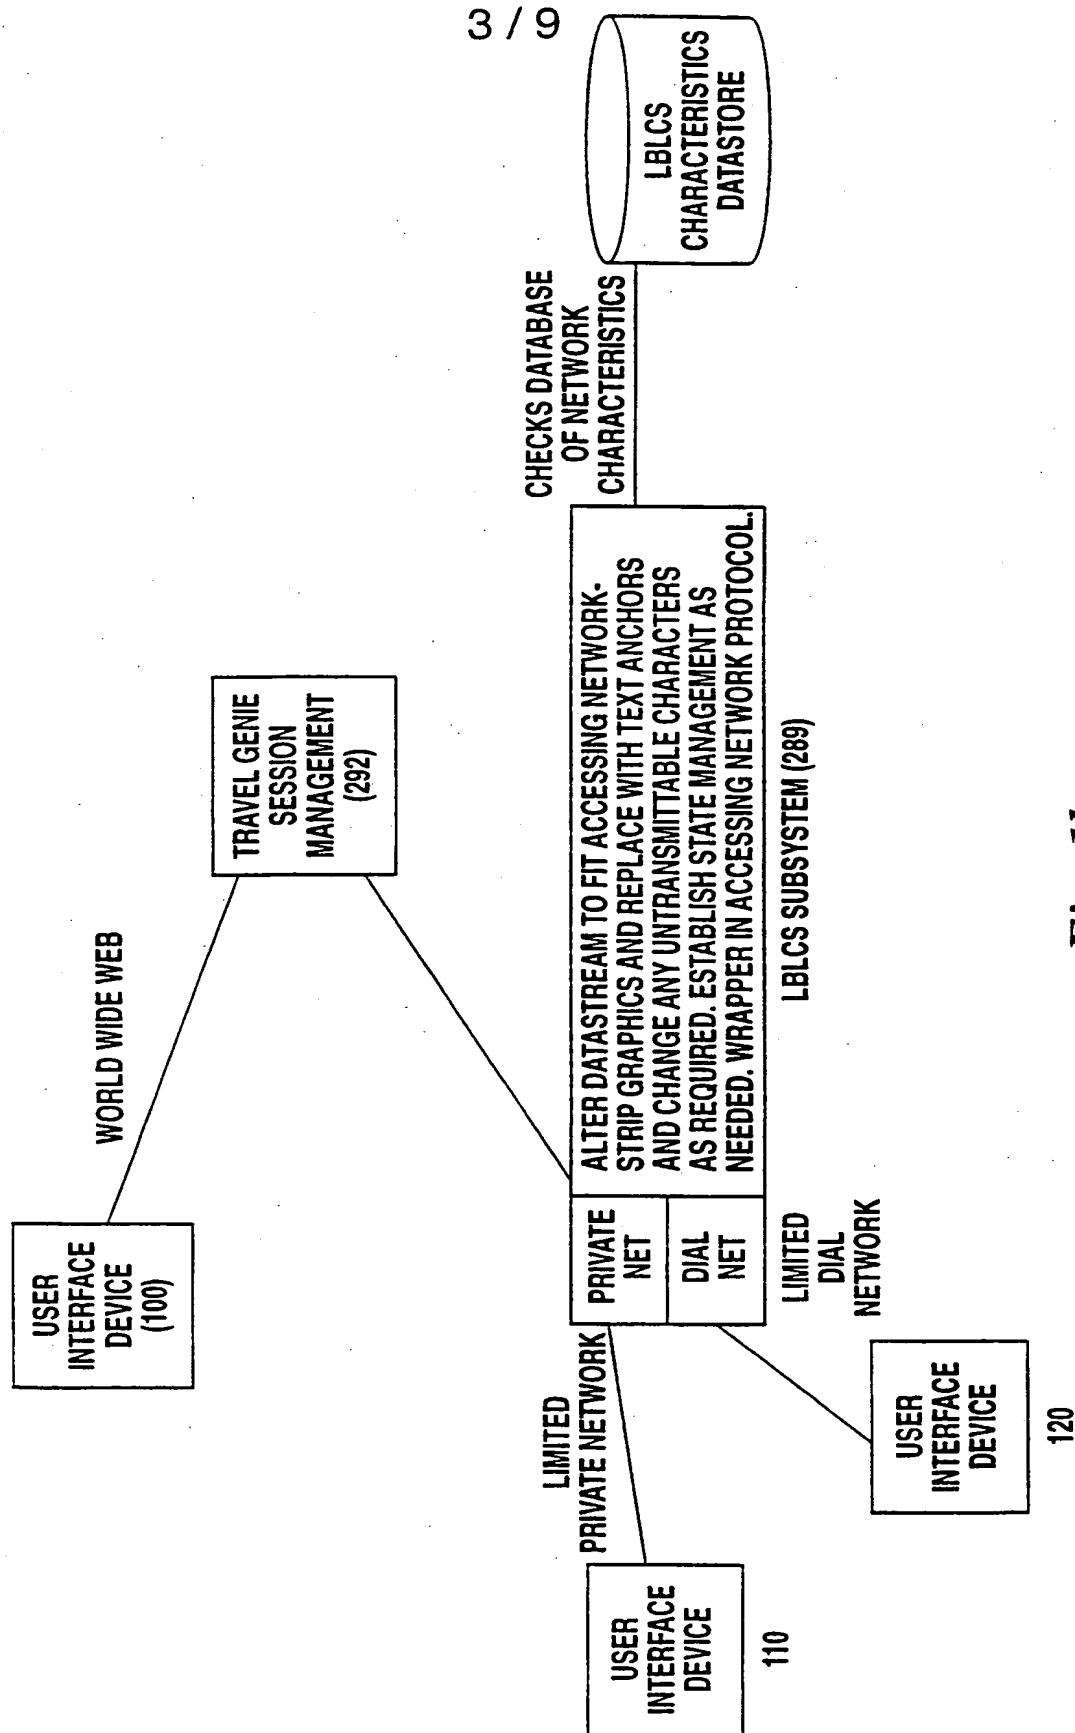 3 / 9
USER
INTERFACE
DEVICE
(100)
WORLD WIDE WEB
TRAVEL GENIE
SESSION
MANAGEMENT
(292)
LIMITED
PRIVATE NETWORK
USER
INTERFACE
DEVICE
110
PRIVATE
NET
DIAL
NET
ALTER DATASTREAM TO FIT ACCESSING NETWORK-
STRIP GRAPHICS AND REPLACE WITH TEXT ANCHORS
AND CHANGE ANY UNTRANSMITTABLE CHARACTERS
AS REQUIRED. ESTABLISH STATE MANAGEMENT AS
NEEDED. WRAPPER IN ACCESSING NETWORK PROTOCOL.
CHECKS DATABASE
OF NETWORK
CHARACTERISTICS
LBLCS
CHARACTERISTICS
DATASTORE
LIMITED
DIAL
NETWORK
LBLCS SUBSYSTEM (289)
USER
INTERFACE
DEVICE
120